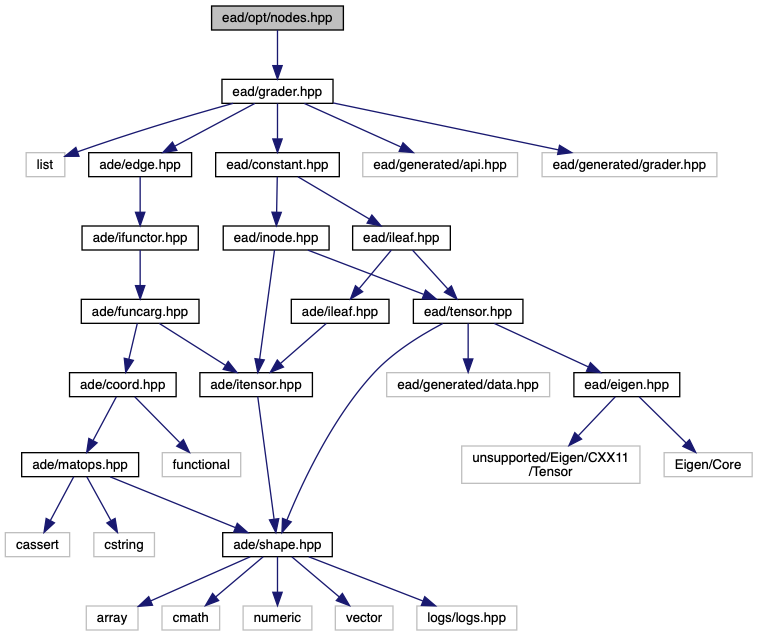 ead/opt/nodes.hpp
ead/grader.hpp
list
ade/edge.hpp
ead/constant.hpp
ead/generated/api.hpp
ead/generated/grader.hpp
ade/ifunctor.hpp
ead/inode.hpp
ead/ileaf.hpp
ade/funcarg.hpp
ade/ileaf.hpp
ead/tensor.hpp
ade/coord.hpp
ade/itensor.hpp
ead/generated/data.hpp
ead/eigen.hpp
ade/matops.hpp
functional
unsupported/Eigen/CXX11
/Tensor
Eigen/Core
cassert
cstring
ade/shape.hpp
array
cmath
numeric
vector
logs/logs.hpp